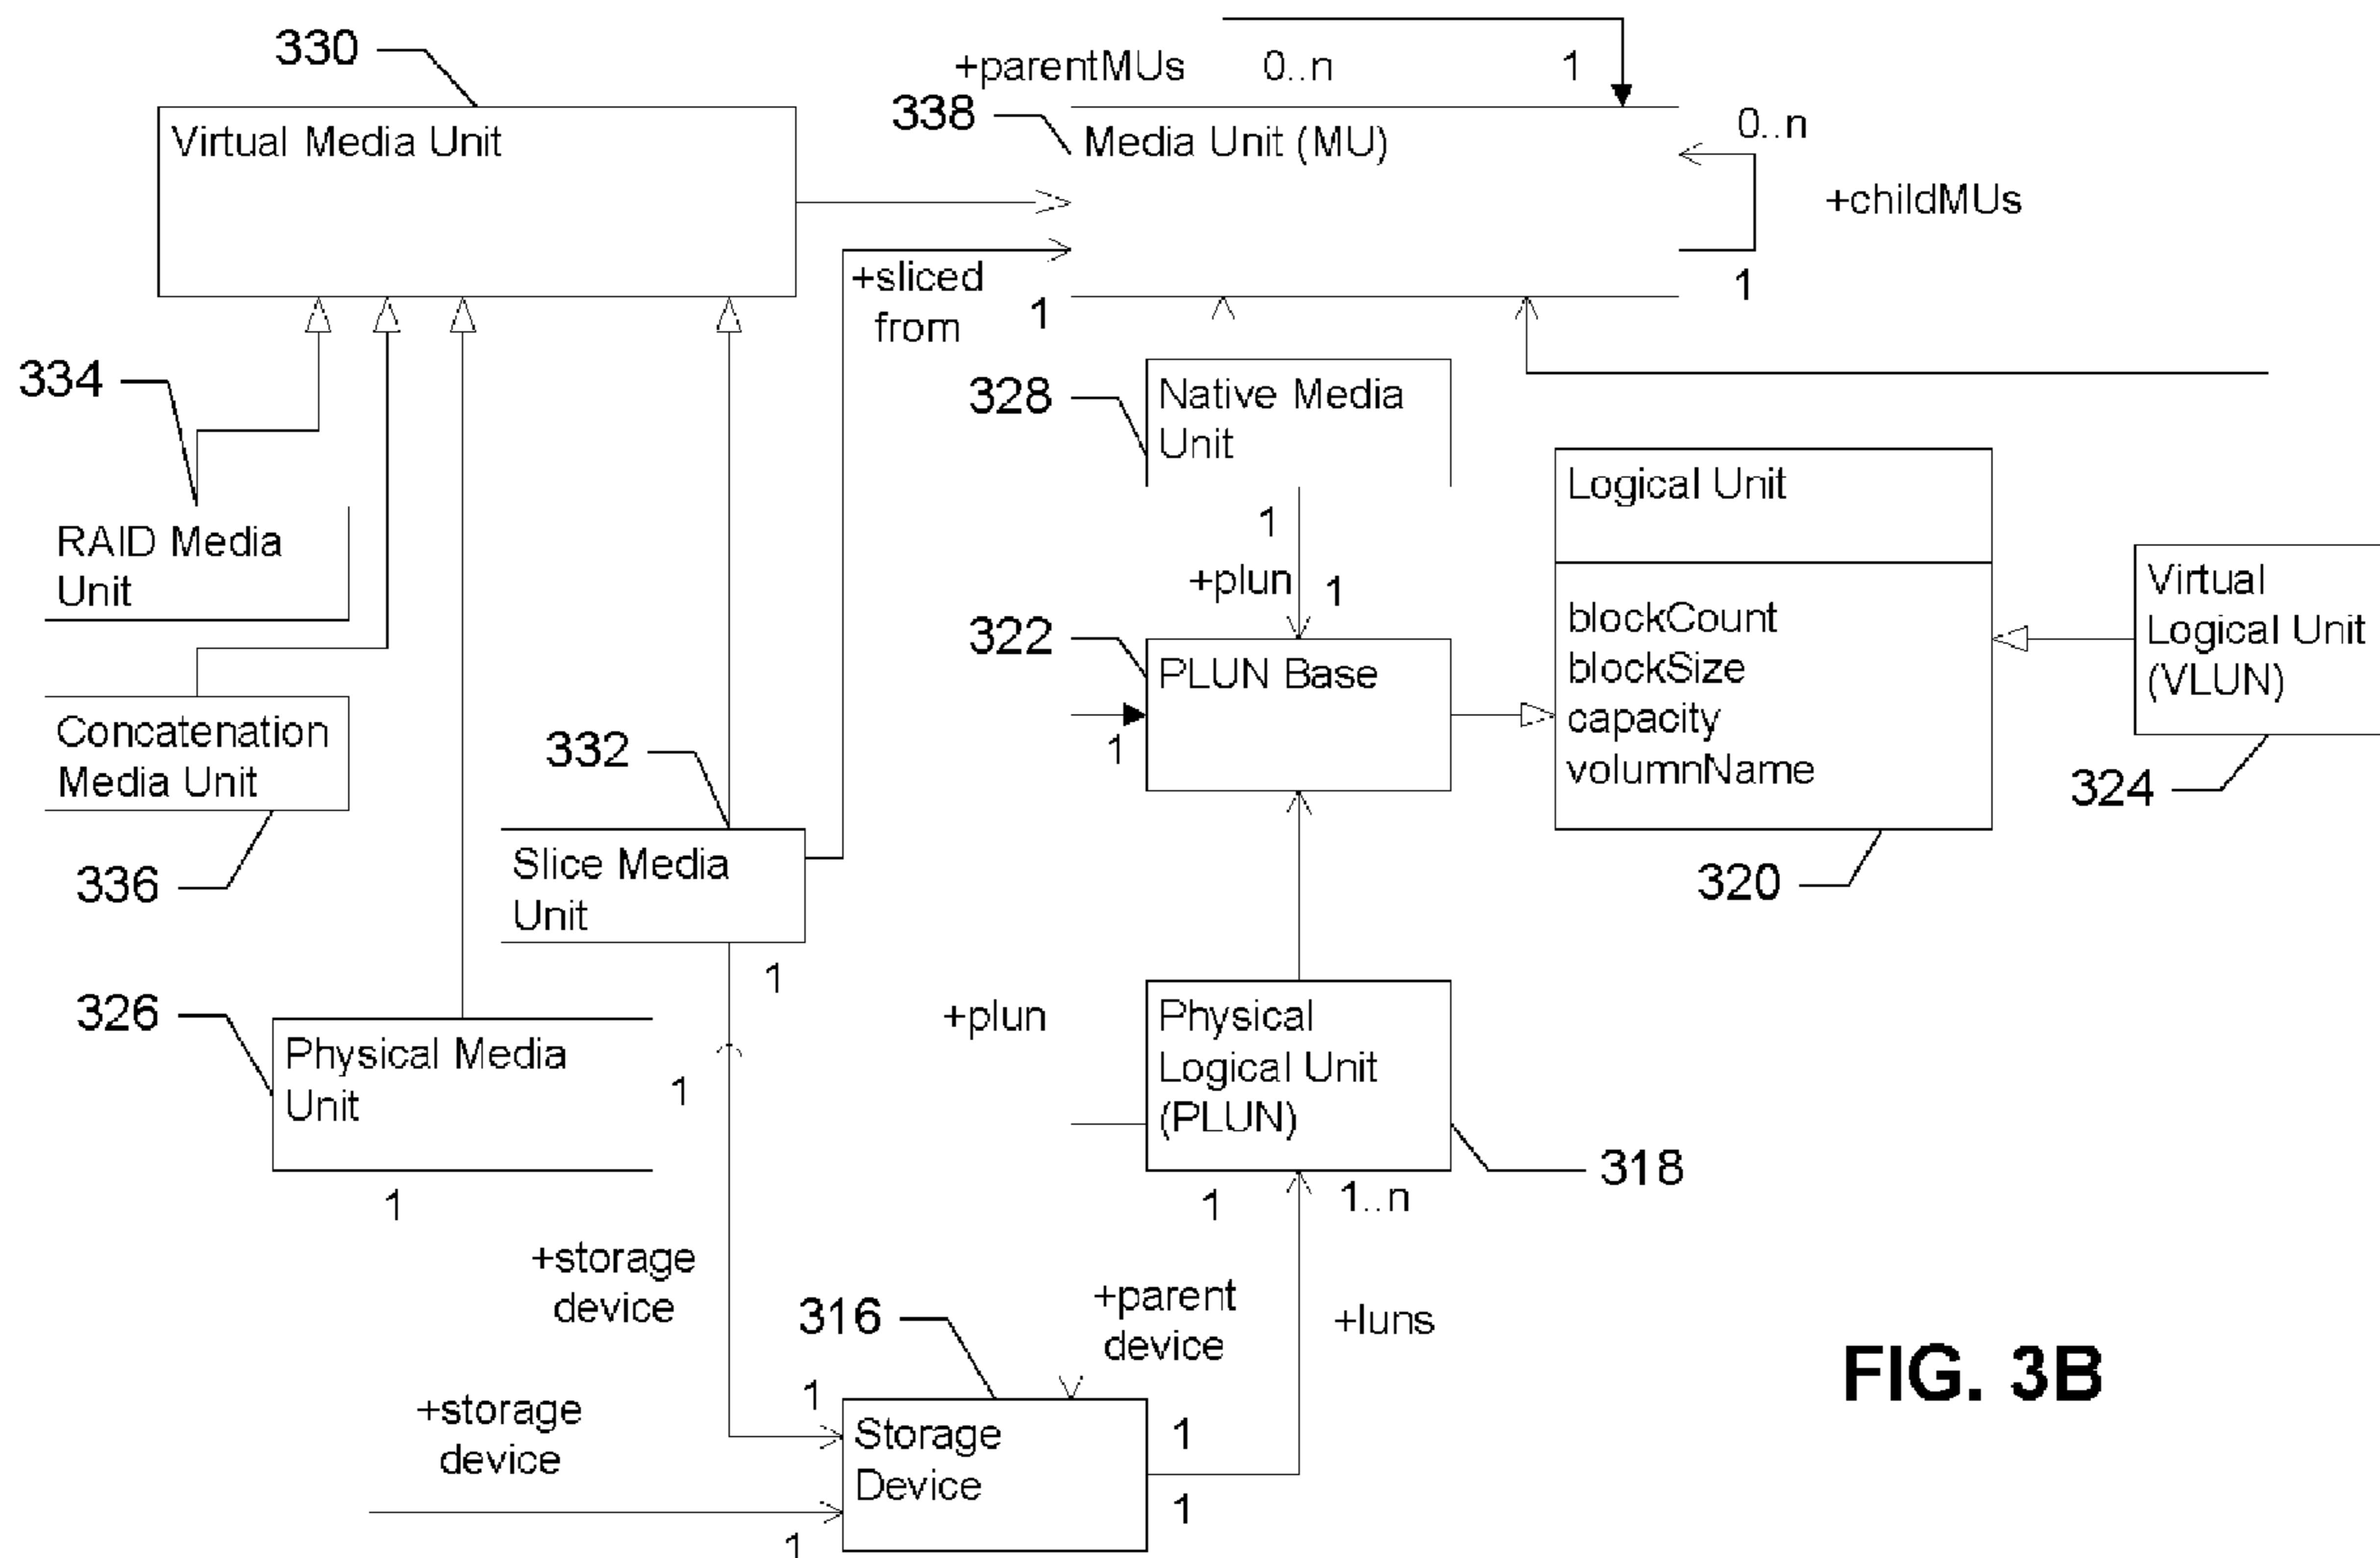 330
+parentMUs 0..n 1
338
Virtual Media Unit
Media Unit (MU)
0..n
+childMUs
1
+sliced
from
1
334
328
Native Media
Unit
Logical Unit
1
RAID Media
Unit
+plun 1
Virtual
Logical Unit
(VLUN)
322
PLUN Base
blockCount
blockSize
capacity
volumnName
1
324
Concatenation
Media Unit
332
336
Slice Media
Unit
320
1
326
Physical Media
Unit
1
+plun
Physical
Logical Unit
(PLUN)
318
1
1
1..n
+storage
device
316
+parent
device
+luns
1
+storage
device
Storage
Device
1
1
1
FIG. 3B